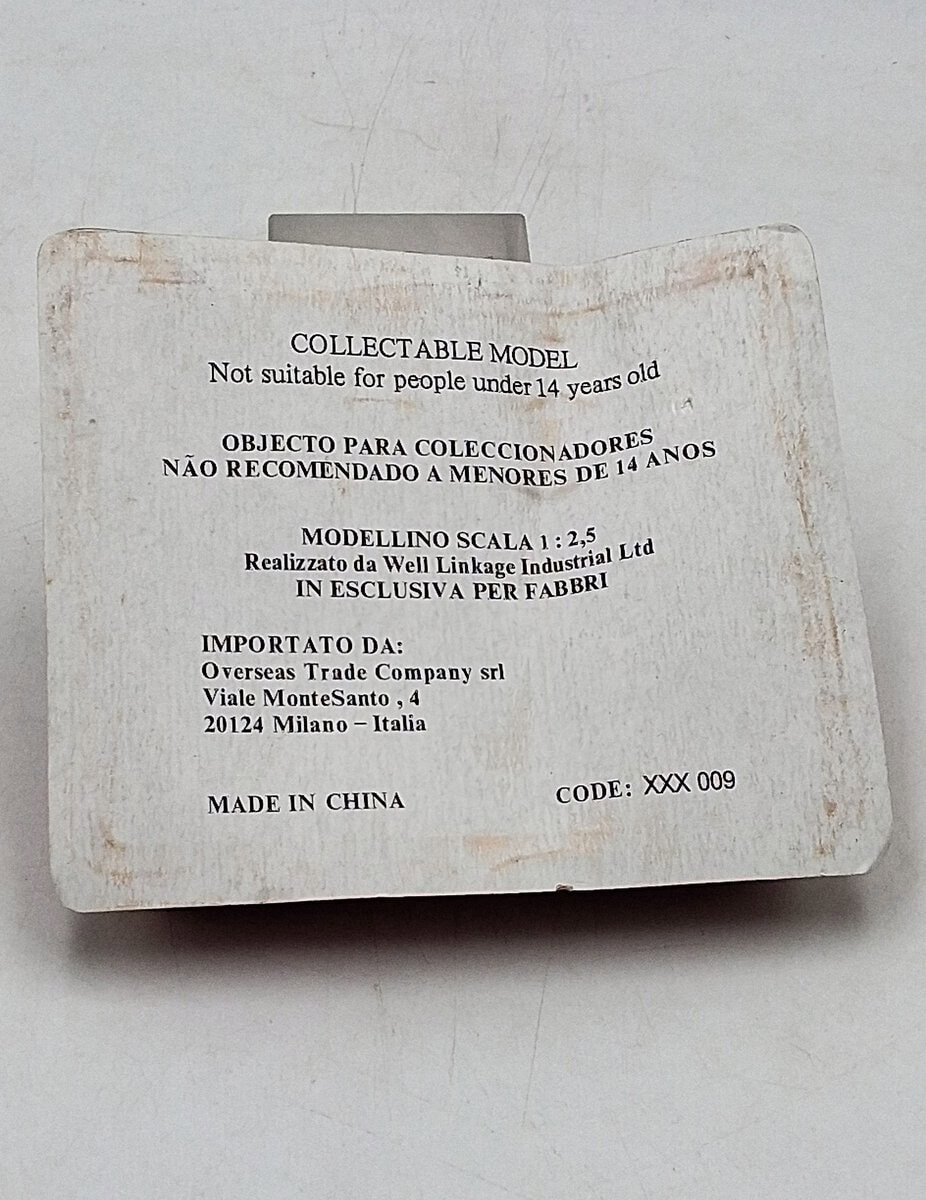 COLLECTABLE MODEL
Not suitable for people under 14 years old
OBJECTO PARA COLECCIONADORES
NÃO RECOMENDADO A MENORES DE 14 ANOS
MODELLINO SCALA 1 : 2,5
Realizzato da Well Linkage Industrial Ltd
IN ESCLUSIVA PER FABBRI
IMPORTATO DA:
Overseas Trade Company srl
Viale MonteSanto , 4
20124 Milano – Italia
MADE IN CHINA
CODE: XXX 009